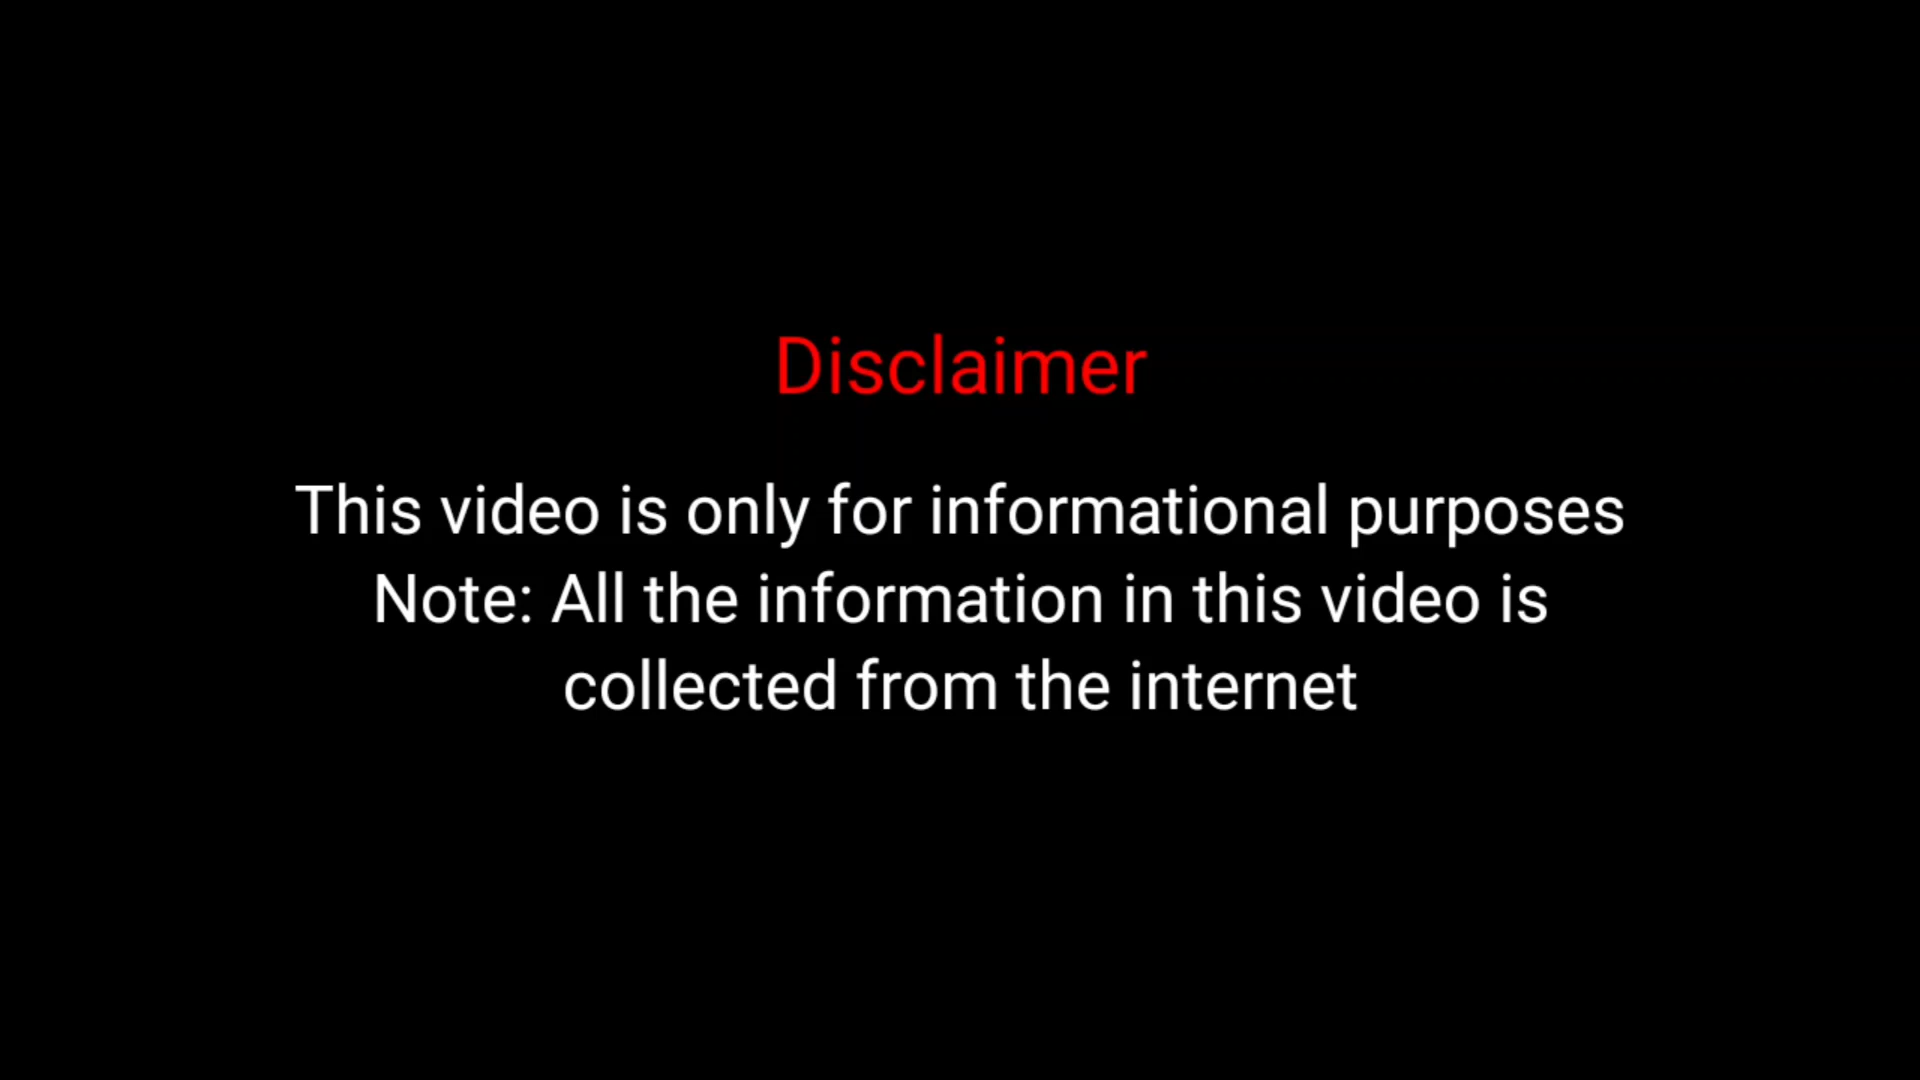 Disclaimer
This video is only for informational purposes
Note: All the information in this video is
collected from the internet